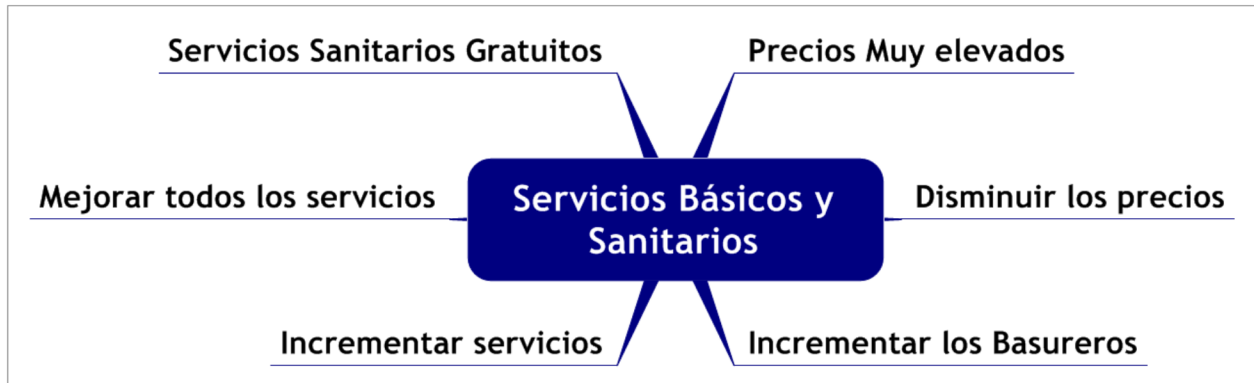 Servicios Sanitarios Gratuitos
Precios Muy elevados
Mejorar todos los servicios
Servicios Básicos y
Sanitarios
Disminuir los precios
Incrementar servicios
Incrementar los Basureros